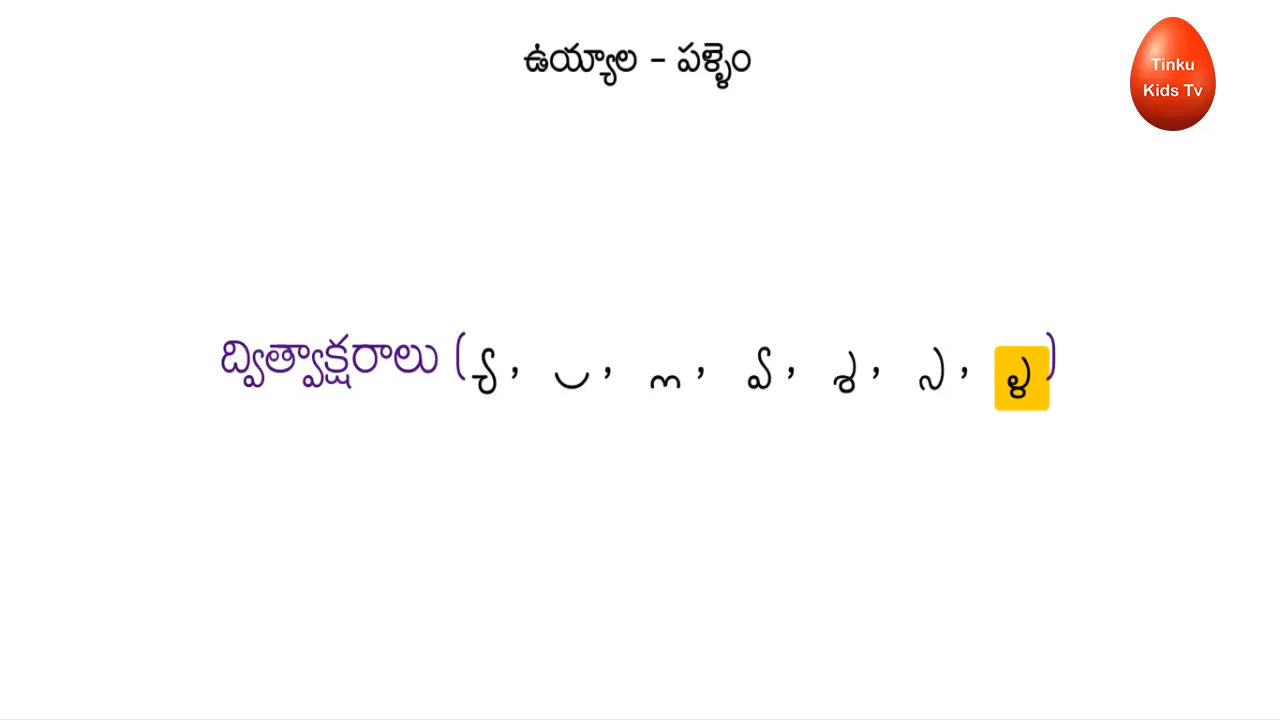 ఉయ్యాల - పళ్ళెం
Tinku
Kids Tv
ద్విత్వాక్షరాలు (్య, ్మ, ్ల, ్వ, ్శ, ్స, ్ళ)